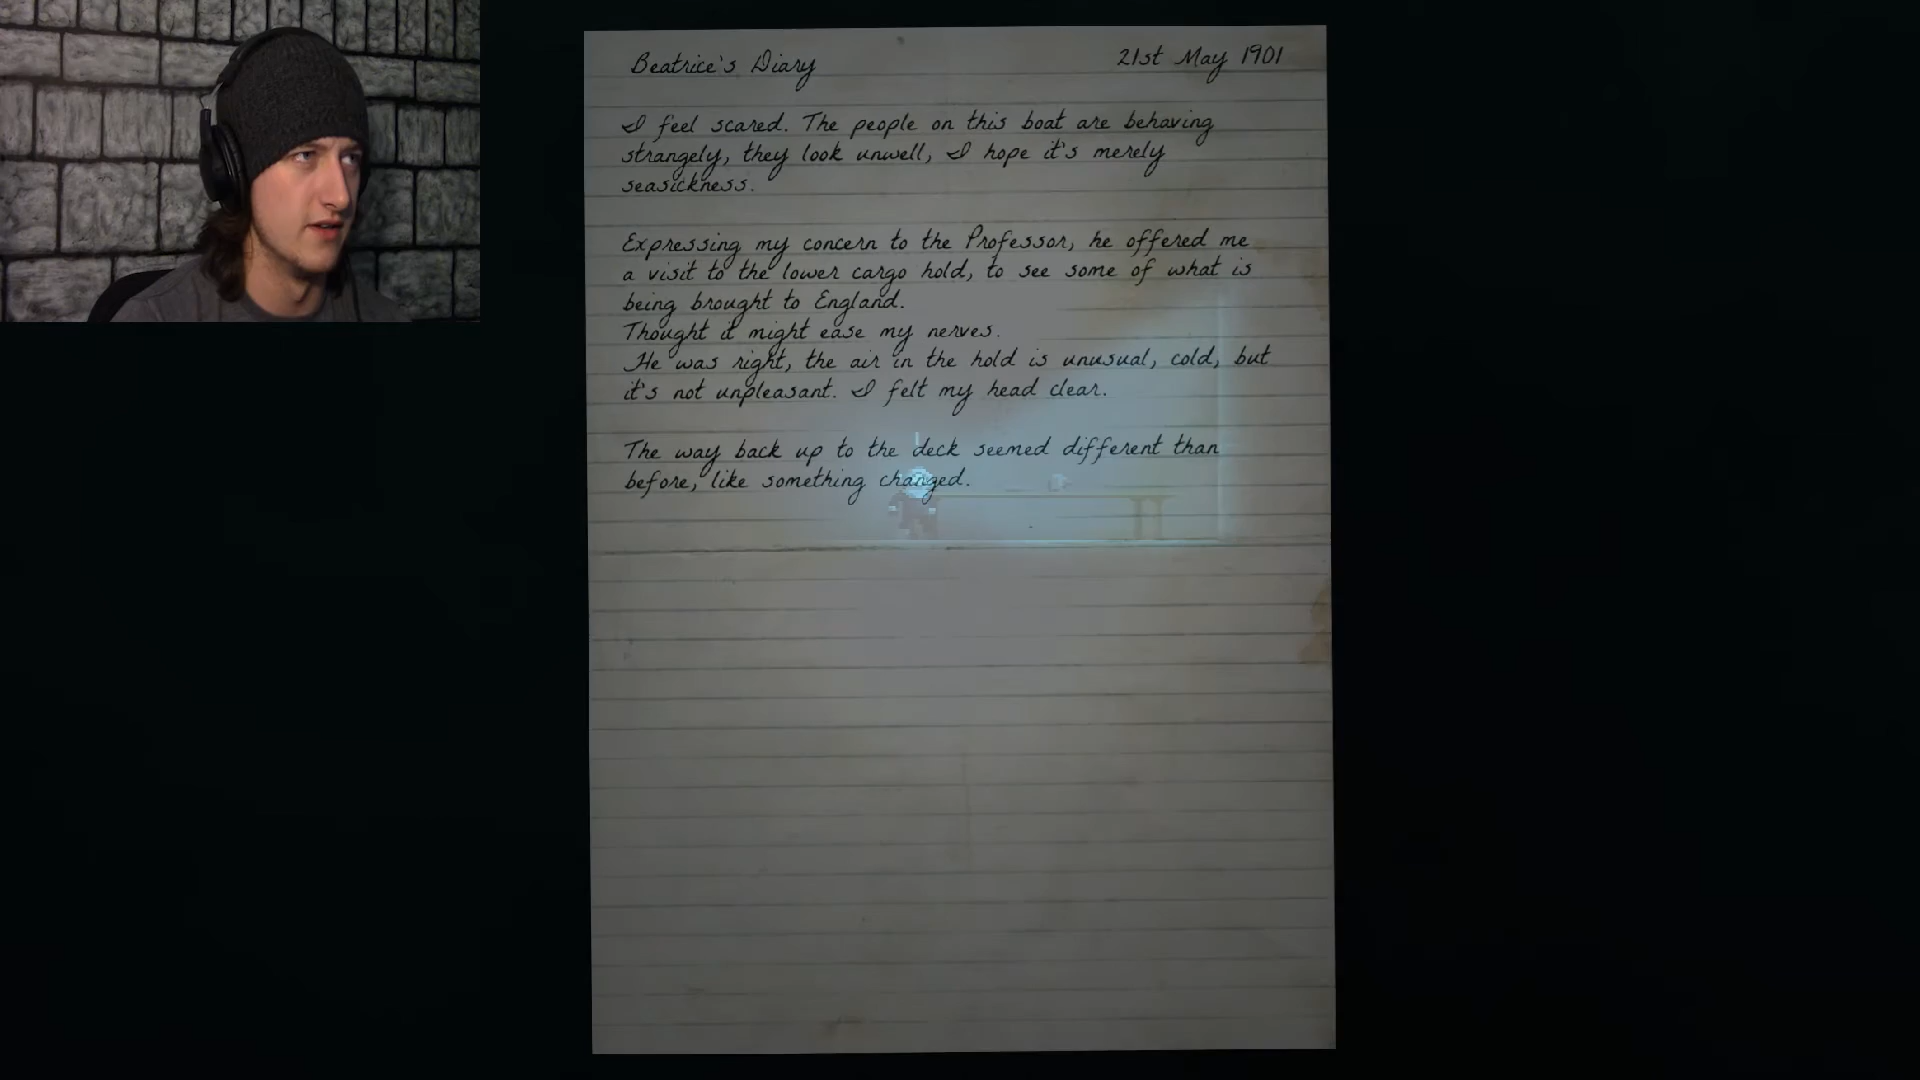 Beatrice's Diary
21st May 1901
I feel scared. The people on this boat are behaving
strangely, they look unwell, I hope it's merely
seasickness.
Expressing my concern to the Professor, he offered me
a visit to the lower cargo hold, to see some of what is
being brought to England.
Thought it might ease my nerves.
He was right, the air in the hold is unusual, cold, but
it's not unpleasant. I felt my head clear.
The way back up to the deck seemed different than
before, like something changed.